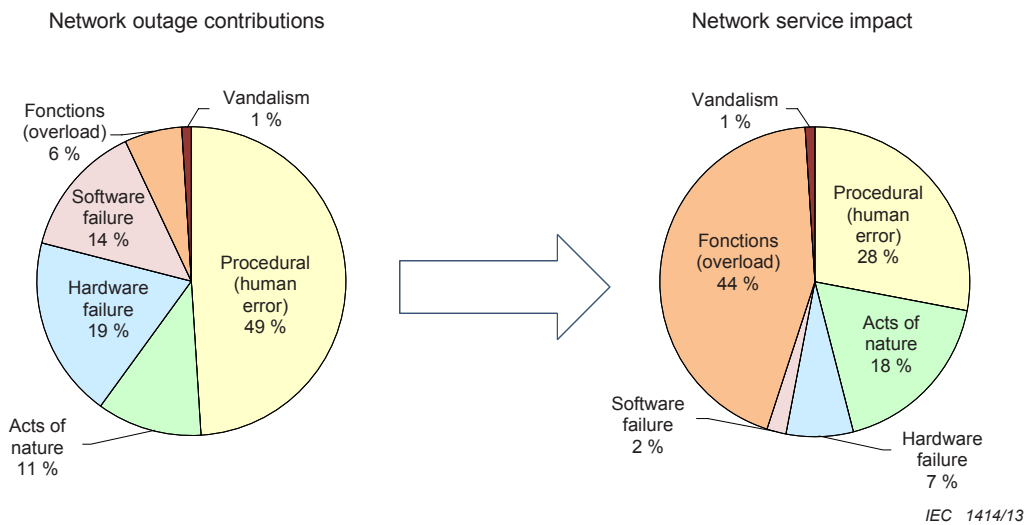 Network outage contributions
Network service impact
Vandalism
1 %
Fonctions
(overload)
6 %
Software
failure
14 %
Hardware
failure
19 %
Procedural
(human
error)
49 %
Acts of
nature
11 %
Vandalism
1 %
Procedural
(human
error)
28 %
Fonctions
(overload)
44 %
Acts of
nature
18 %
Software
failure
2 %
Hardware
failure
7 %
IEC 1414/13